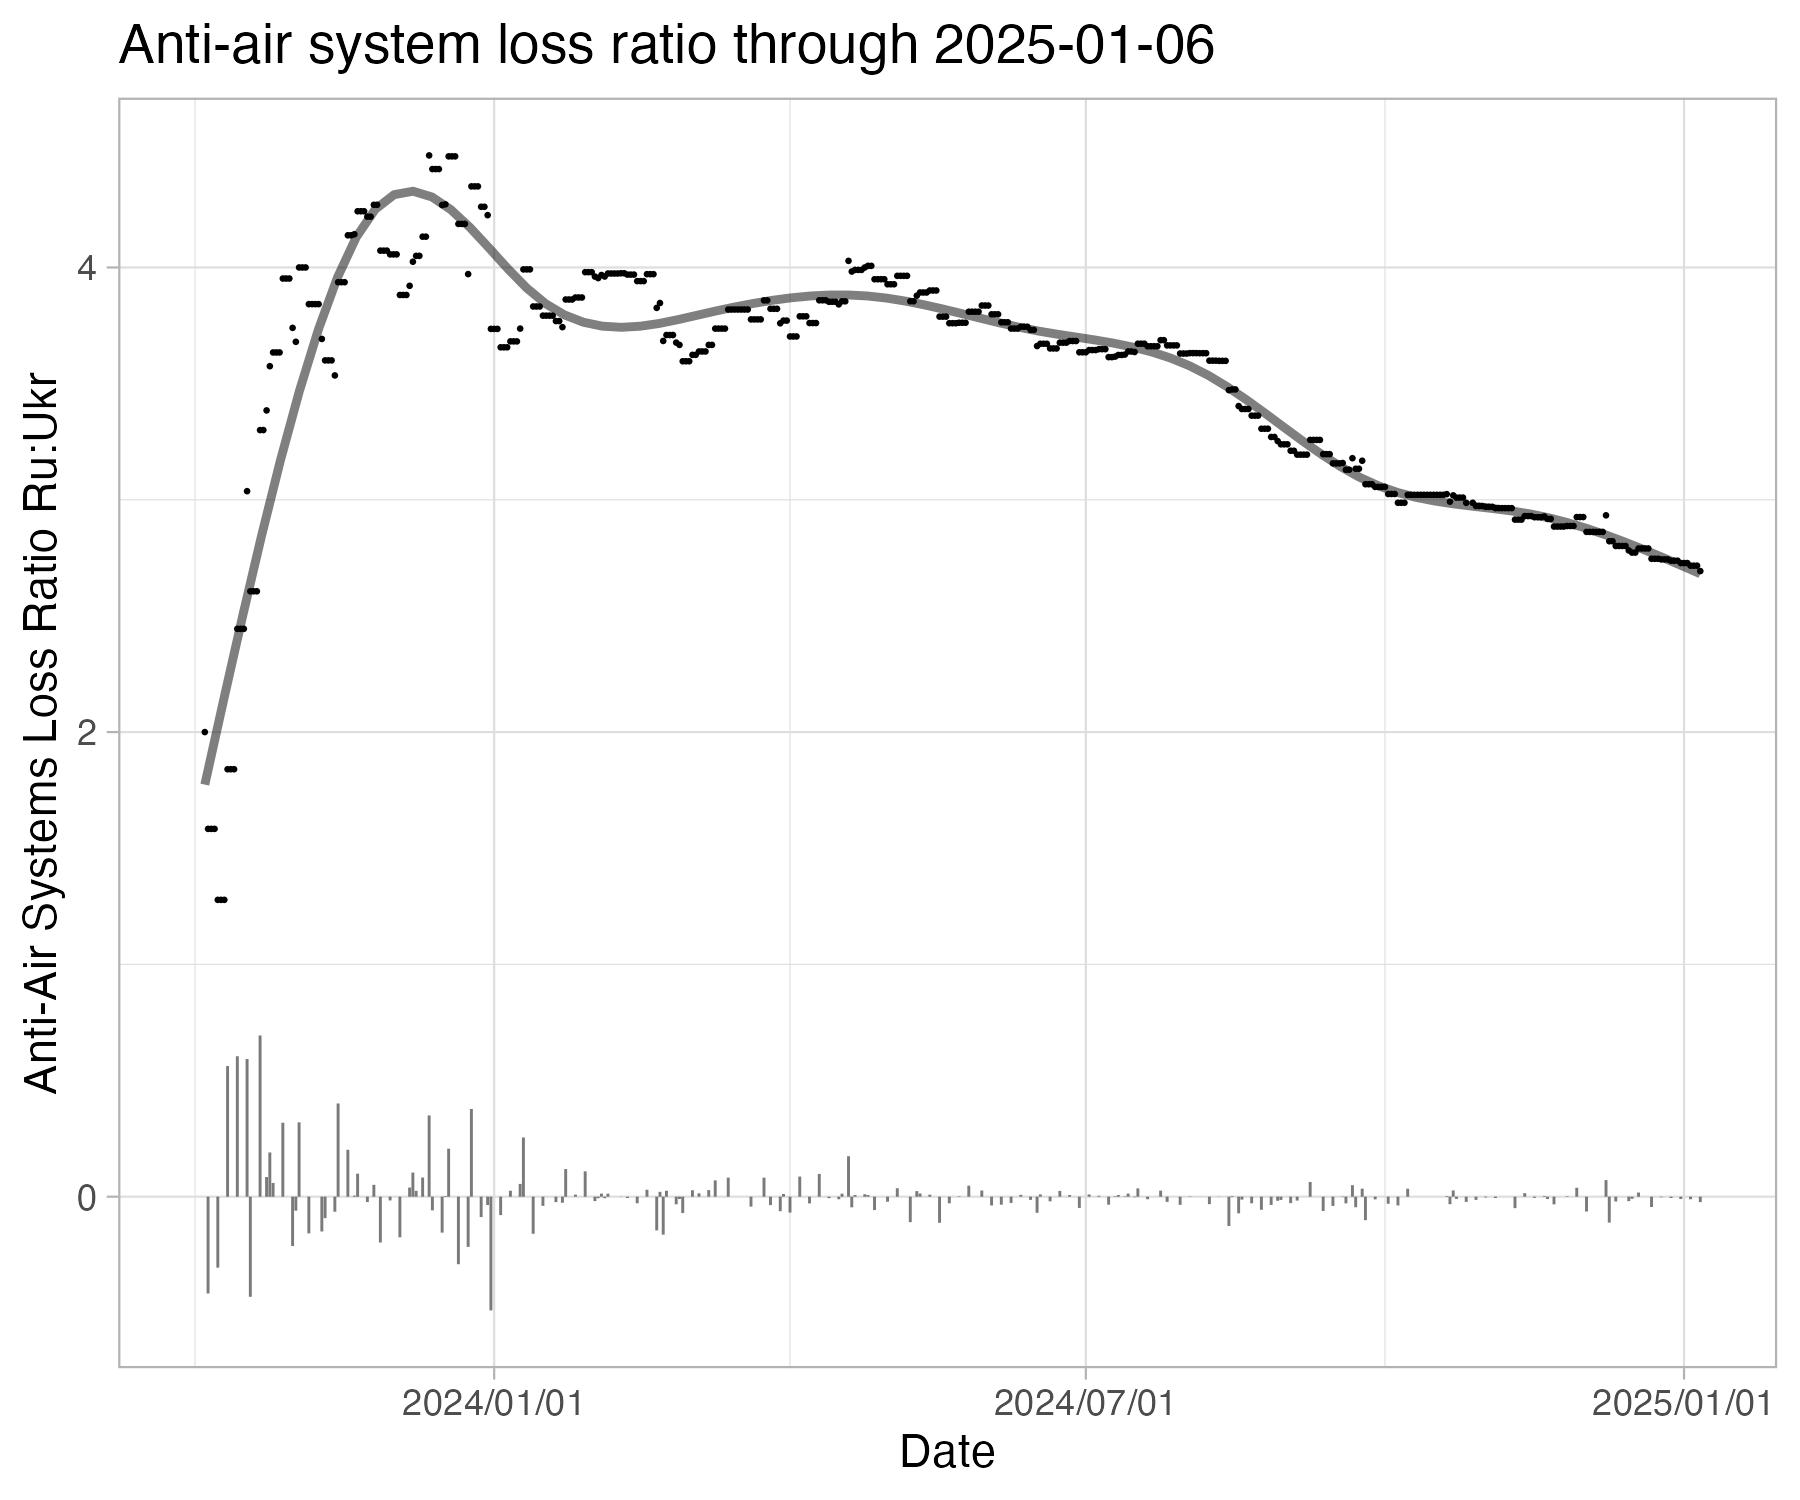 Anti-air system loss ratio through 2025-01-06
Anti-Air Systems Loss Ratio Ru:Ukr
4
2
0
2024/01/01
2024/07/01
2025/01/01
Date